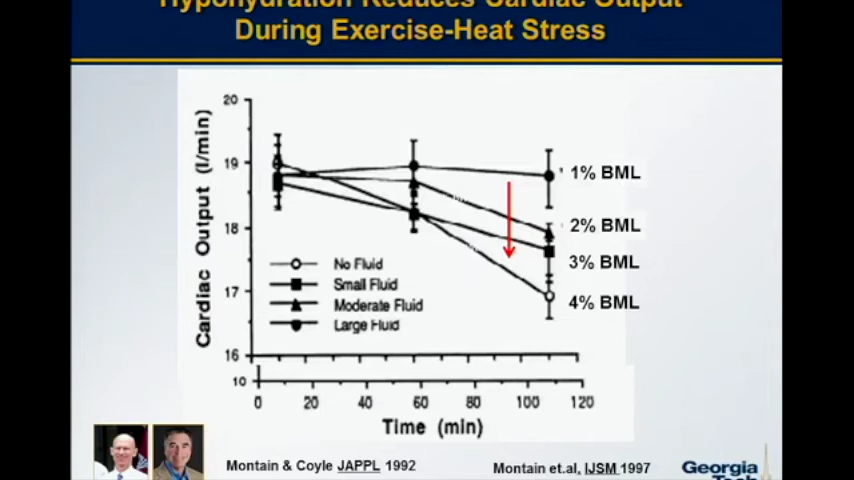 Hypohydration Reduces Cardiac Output
During Exercise-Heat Stress
20
19
18
17
16
10
Cardiac Output (l/min)
1% BML
2% BML
3% BML
4% BML
No Fluid
Small Fluid
Moderate Fluid
Large Fluid
0 20 40 60 80 100 120
Time (min)
Montain & Coyle JAPPL 1992
Montain et.al, IJSM 1997
Georgia
Tech